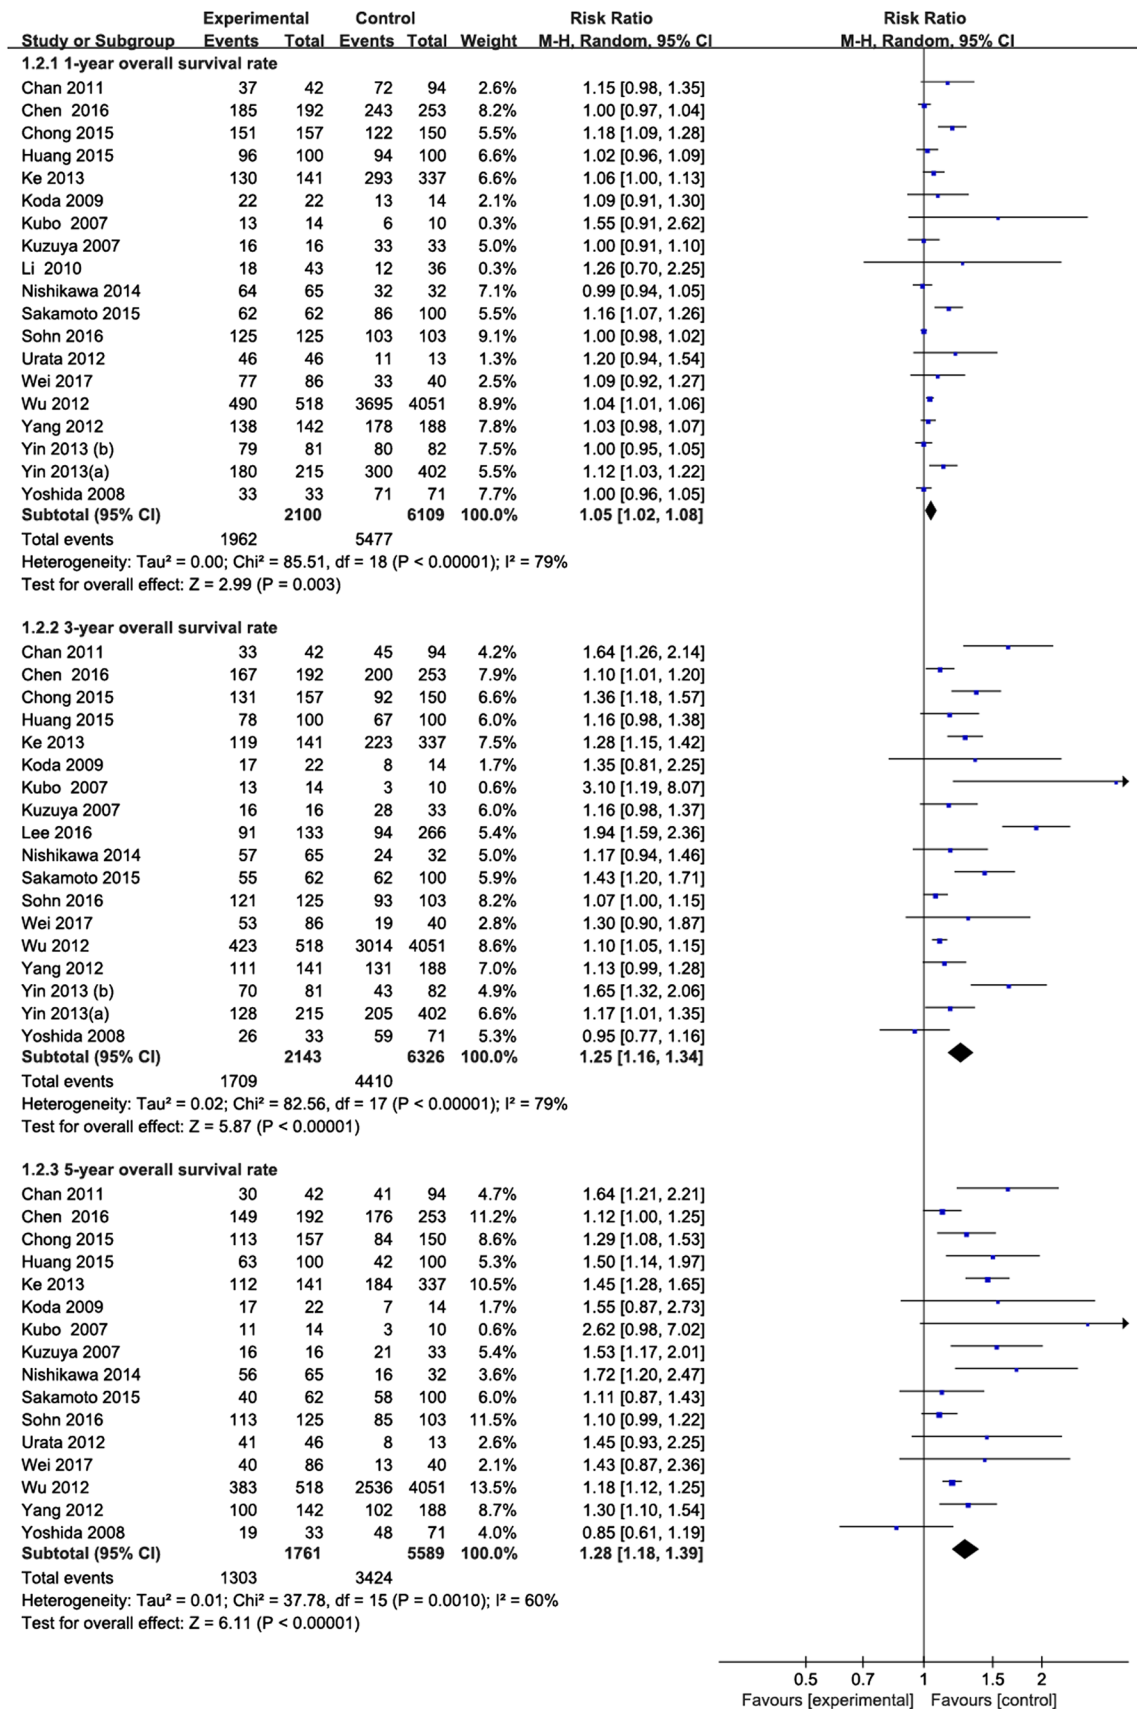 Experimental Control Risk Ratio Risk Ratio
Study or Subgroup Events Total Events Total Weight M-H, Random, 95% CI M-H, Random, 95% CI
1.2.1 1-year overall survival rate
Chan 2011 37 42 72 94 2.6% 1.15 [0.98, 1.35]
Chen 2016 185 192 243 253 8.2% 1.00 [0.97, 1.04]
Chong 2015 151 157 122 150 5.5% 1.18 [1.09, 1.28]
Huang 2015 96 100 94 100 6.6% 1.02 [0.96, 1.09]
Ke 2013 130 141 293 337 6.6% 1.06 [1.00, 1.13]
Koda 2009 22 22 13 14 2.1% 1.09 [0.91, 1.30]
Kubo 2007 13 14 6 10 0.3% 1.55 [0.91, 2.62]
Kuzuya 2007 16 16 33 33 5.0% 1.00 [0.91, 1.10]
Li 2010 18 43 12 36 0.3% 1.26 [0.70, 2.25]
Nishikawa 2014 64 65 32 32 7.1% 0.99 [0.94, 1.05]
Sakamoto 2015 62 62 86 100 5.5% 1.16 [1.07, 1.26]
Sohn 2016 125 125 103 103 9.1% 1.00 [0.98, 1.02]
Urata 2012 46 46 11 13 1.3% 1.20 [0.94, 1.54]
Wei 2017 77 86 33 40 2.5% 1.09 [0.92, 1.27]
Wu 2012 490 518 3695 4051 8.9% 1.04 [1.01, 1.06]
Yang 2012 138 142 178 188 7.8% 1.03 [0.98, 1.07]
Yin 2013 (b) 79 81 80 82 7.4% 1.00 [0.95, 1.05]
Yin 2013(a) 180 215 300 402 5.5% 1.12 [1.03, 1.22]
Yoshida 2008 33 33 71 71 7.7% 1.00 [0.96, 1.05]
Subtotal (95% CI) 2100 6109 100.0% 1.05 [1.02, 1.08]
Total events 1962 5477
Heterogeneity: Tau² = 0.00; Chi² = 85.51, df = 18 (P < 0.00001); I² = 79%
Test for overall effect: Z = 2.99 (P = 0.003)
1.2.2 3-year overall survival rate
Chan 2011 33 42 45 94 4.2% 1.64 [1.26, 2.14]
Chen 2016 167 192 200 253 7.9% 1.10 [1.01, 1.20]
Chong 2015 131 157 92 150 6.6% 1.36 [1.18, 1.57]
Huang 2015 78 100 67 100 6.0% 1.16 [0.98, 1.38]
Ke 2013 119 141 223 337 7.5% 1.28 [1.15, 1.42]
Koda 2009 17 22 8 14 1.7% 1.35 [0.81, 2.25]
Kubo 2007 13 14 3 10 0.6% 3.10 [1.19, 8.07]
Kuzuya 2007 16 16 28 33 6.0% 1.16 [0.98, 1.37]
Lee 2016 91 133 94 266 5.4% 1.94 [1.59, 2.36]
Nishikawa 2014 57 65 24 32 5.0% 1.17 [0.94, 1.46]
Sakamoto 2015 55 62 62 100 5.9% 1.43 [1.20, 1.71]
Sohn 2016 121 125 93 103 8.2% 1.07 [1.00, 1.15]
Wei 2017 53 86 19 40 2.8% 1.30 [0.90, 1.87]
Wu 2012 423 518 3014 4051 8.6% 1.10 [1.05, 1.15]
Yang 2012 111 141 131 188 7.0% 1.13 [0.99, 1.28]
Yin 2013 (b) 70 81 43 82 4.9% 1.65 [1.32, 2.06]
Yin 2013(a) 128 215 205 402 6.6% 1.17 [1.01, 1.35]
Yoshida 2008 26 33 59 71 5.3% 0.95 [0.77, 1.16]
Subtotal (95% CI) 2143 6326 100.0% 1.25 [1.16, 1.34]
Total events 1709 4410
Heterogeneity: Tau² = 0.02; Chi² = 82.56, df = 17 (P < 0.00001); I² = 79%
Test for overall effect: Z = 5.87 (P < 0.00001)
1.2.3 5-year overall survival rate
Chan 2011 30 42 41 94 4.7% 1.64 [1.21, 2.21]
Chen 2016 149 192 176 253 11.2% 1.12 [1.00, 1.25]
Chong 2015 113 157 84 150 8.6% 1.29 [1.08, 1.53]
Huang 2015 63 100 42 100 5.3% 1.50 [1.14, 1.97]
Ke 2013 112 141 184 337 10.5% 1.45 [1.28, 1.65]
Koda 2009 17 22 7 14 1.7% 1.55 [0.87, 2.73]
Kubo 2007 11 14 3 10 0.6% 2.62 [0.98, 7.02]
Kuzuya 2007 16 16 21 33 5.4% 1.53 [1.17, 2.01]
Nishikawa 2014 56 65 16 32 3.6% 1.72 [1.20, 2.47]
Sakamoto 2015 40 62 58 100 6.0% 1.11 [0.87, 1.43]
Sohn 2016 113 125 85 103 11.5% 1.10 [0.99, 1.22]
Urata 2012 41 46 8 13 2.6% 1.45 [0.93, 2.25]
Wei 2017 40 86 13 40 2.1% 1.43 [0.87, 2.36]
Wu 2012 383 518 2536 4051 13.5% 1.18 [1.12, 1.25]
Yang 2012 100 142 102 188 8.7% 1.30 [1.10, 1.54]
Yoshida 2008 19 33 48 71 4.0% 0.85 [0.61, 1.19]
Subtotal (95% CI) 1761 5589 100.0% 1.28 [1.18, 1.39]
Total events 1303 3424
Heterogeneity: Tau² = 0.01; Chi² = 37.78, df = 15 (P = 0.0010); I² = 60%
Test for overall effect: Z = 6.11 (P < 0.00001)
0.5 0.7 1 1.5 2
Favours [experimental] Favours [control]